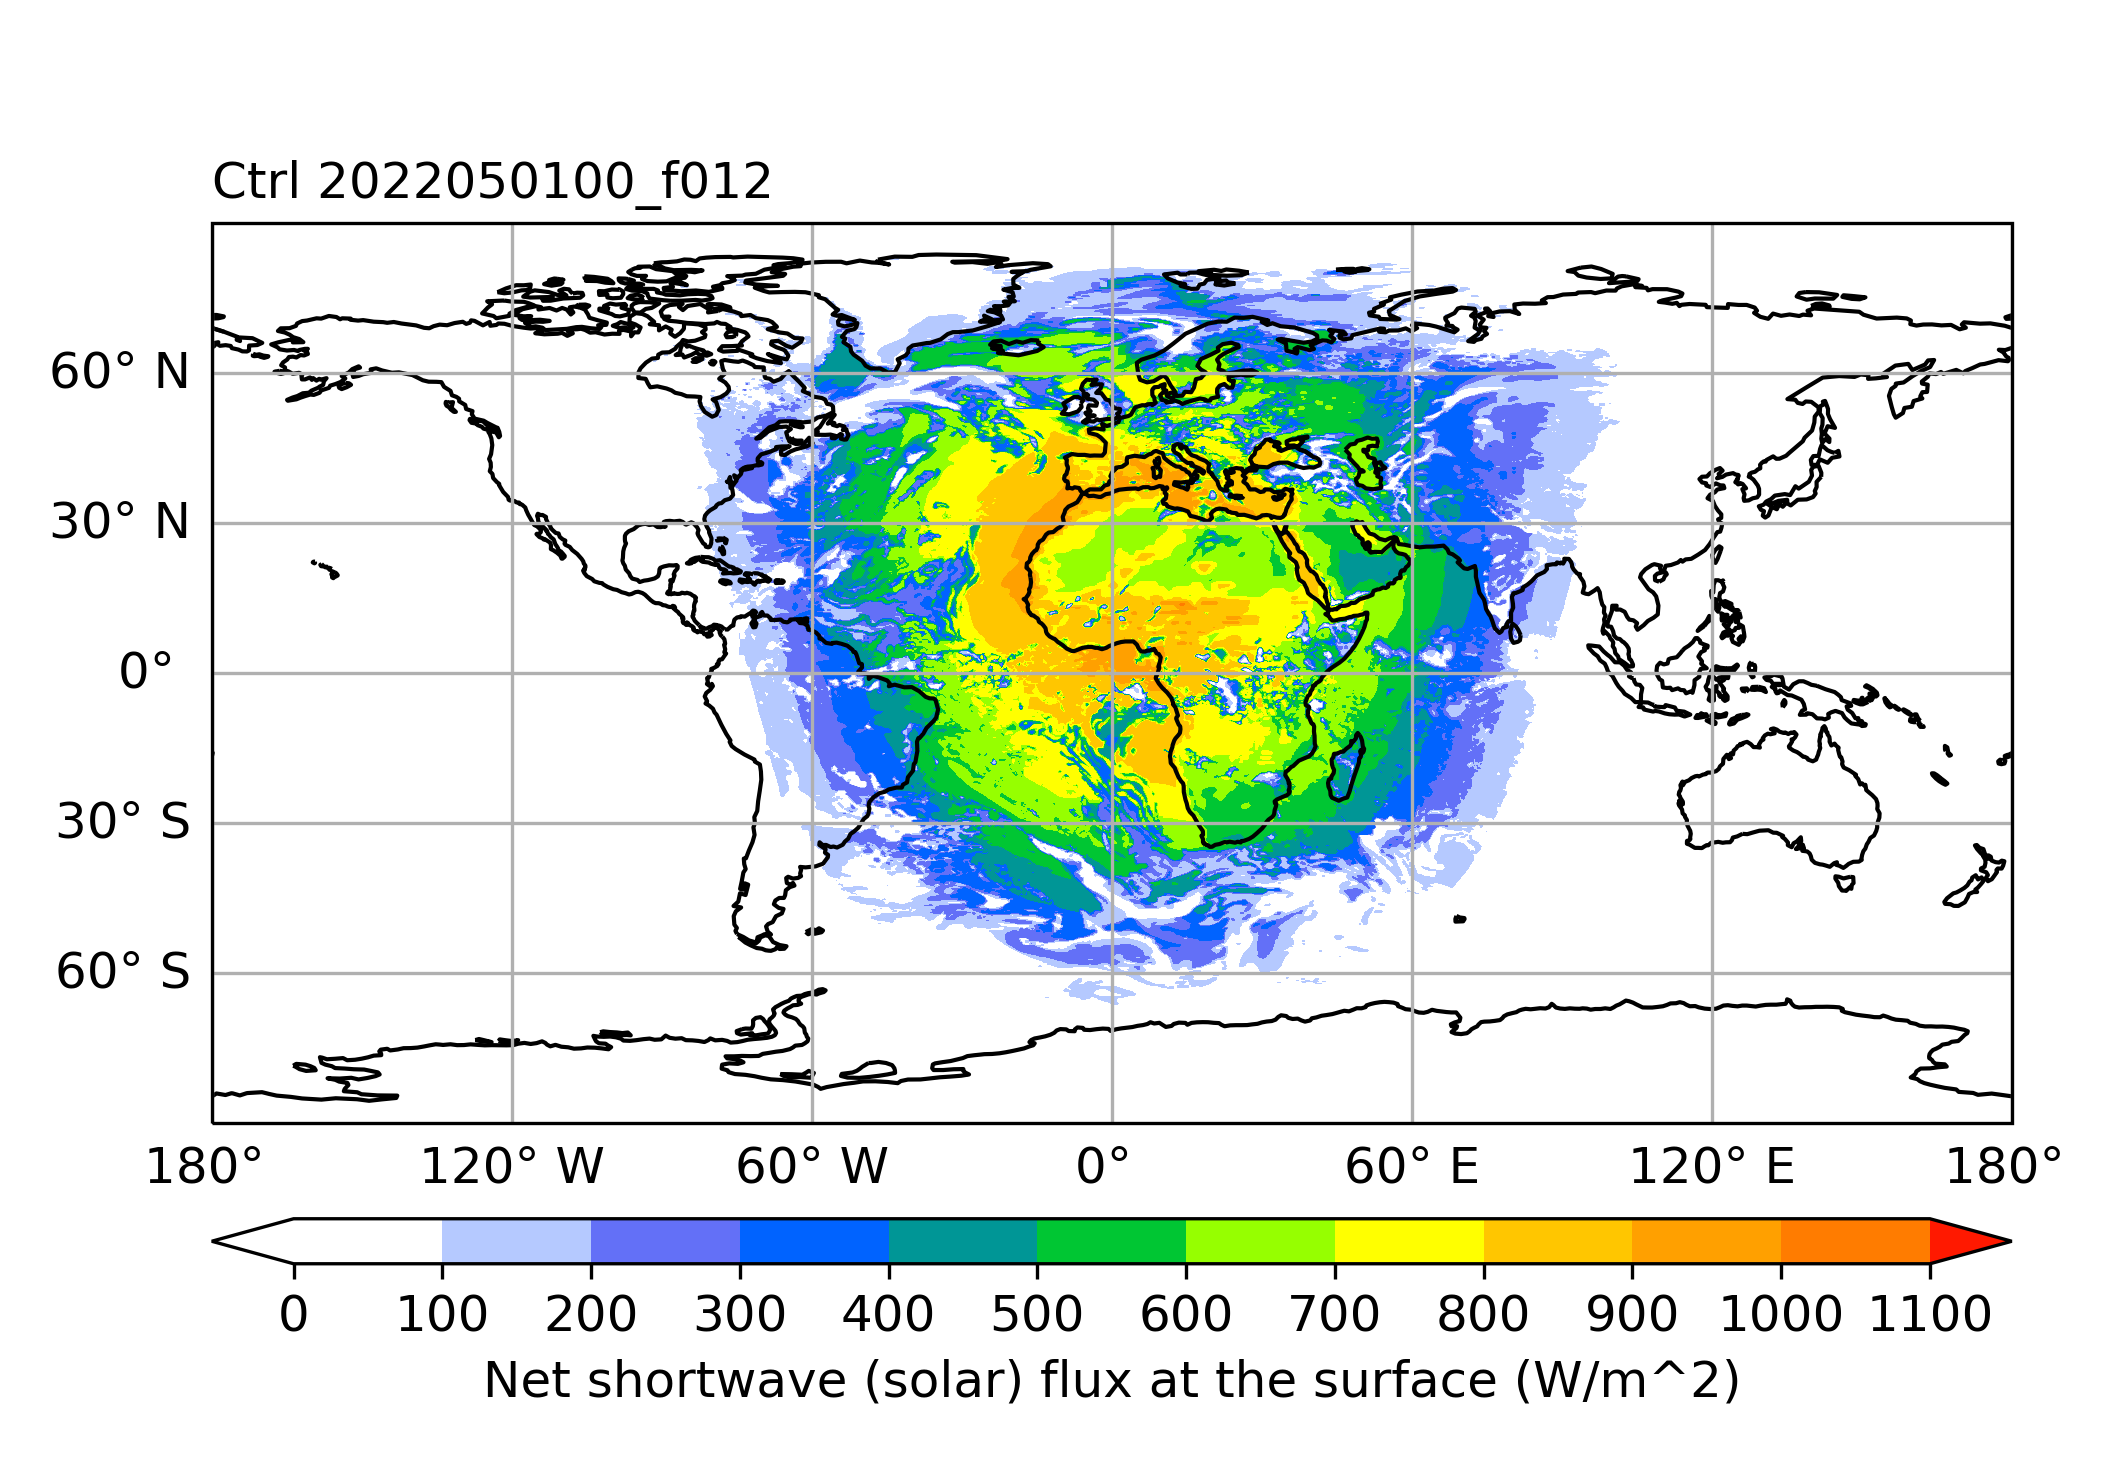 Ctrl 2022050100_f012
60° N
30° N
0°
30° S
60° S
180° 120° W 60° W 0° 60° E 120° E 180°
0 100 200 300 400 500 600 700 800 900 1000 1100
Net shortwave (solar) flux at the surface (W/m^2)